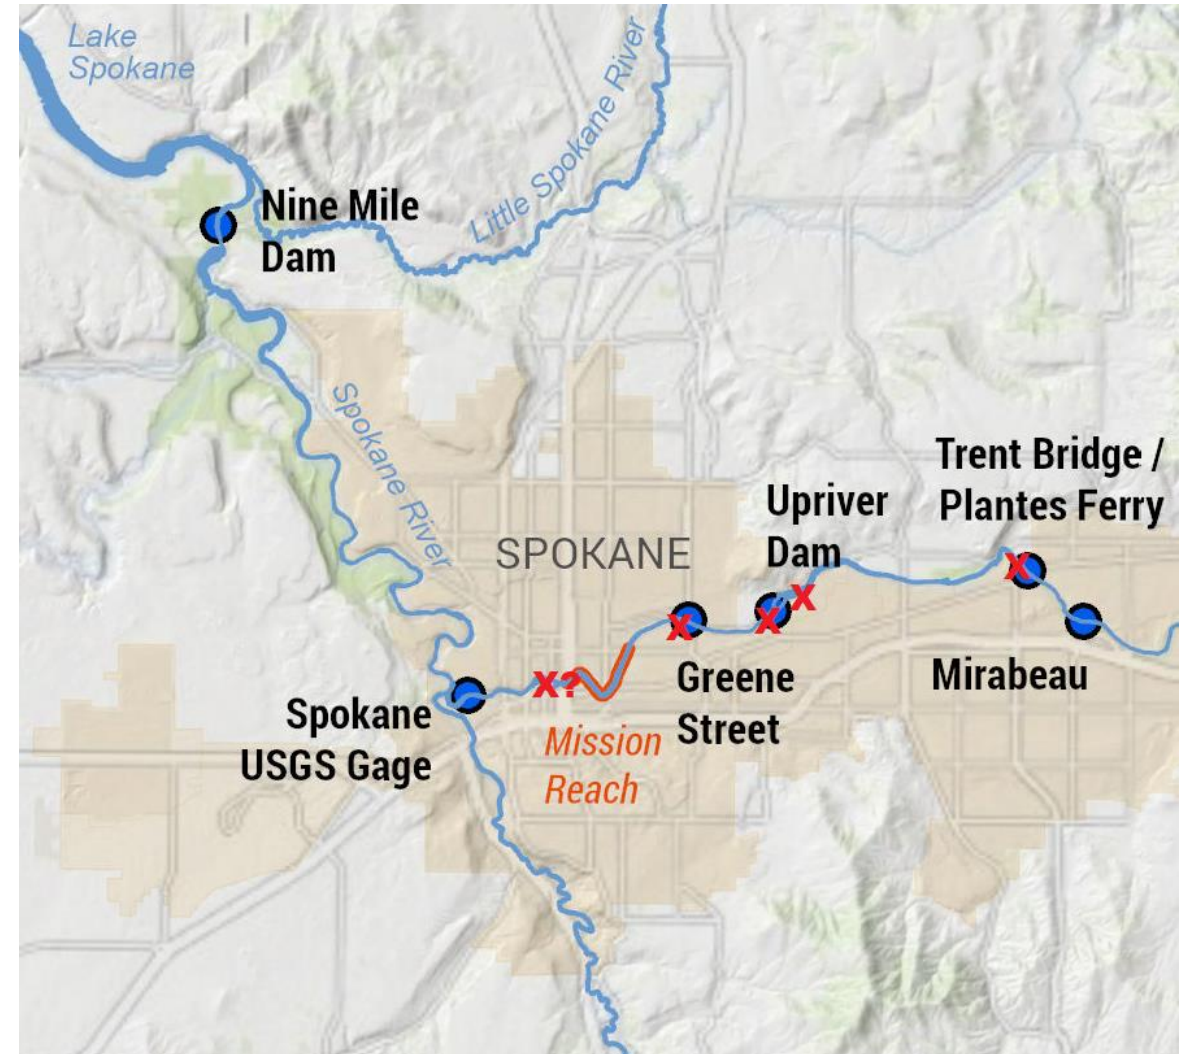 Lake
Spokane
Little Spokane River
Nine Mile
Dam
Spokane River
Trent Bridge /
Plantes Ferry
Upriver
Dam
SPOKANE
X
X
X
X
X?
Greene
Street
Mirabeau
Spokane
USGS Gage
Mission
Reach